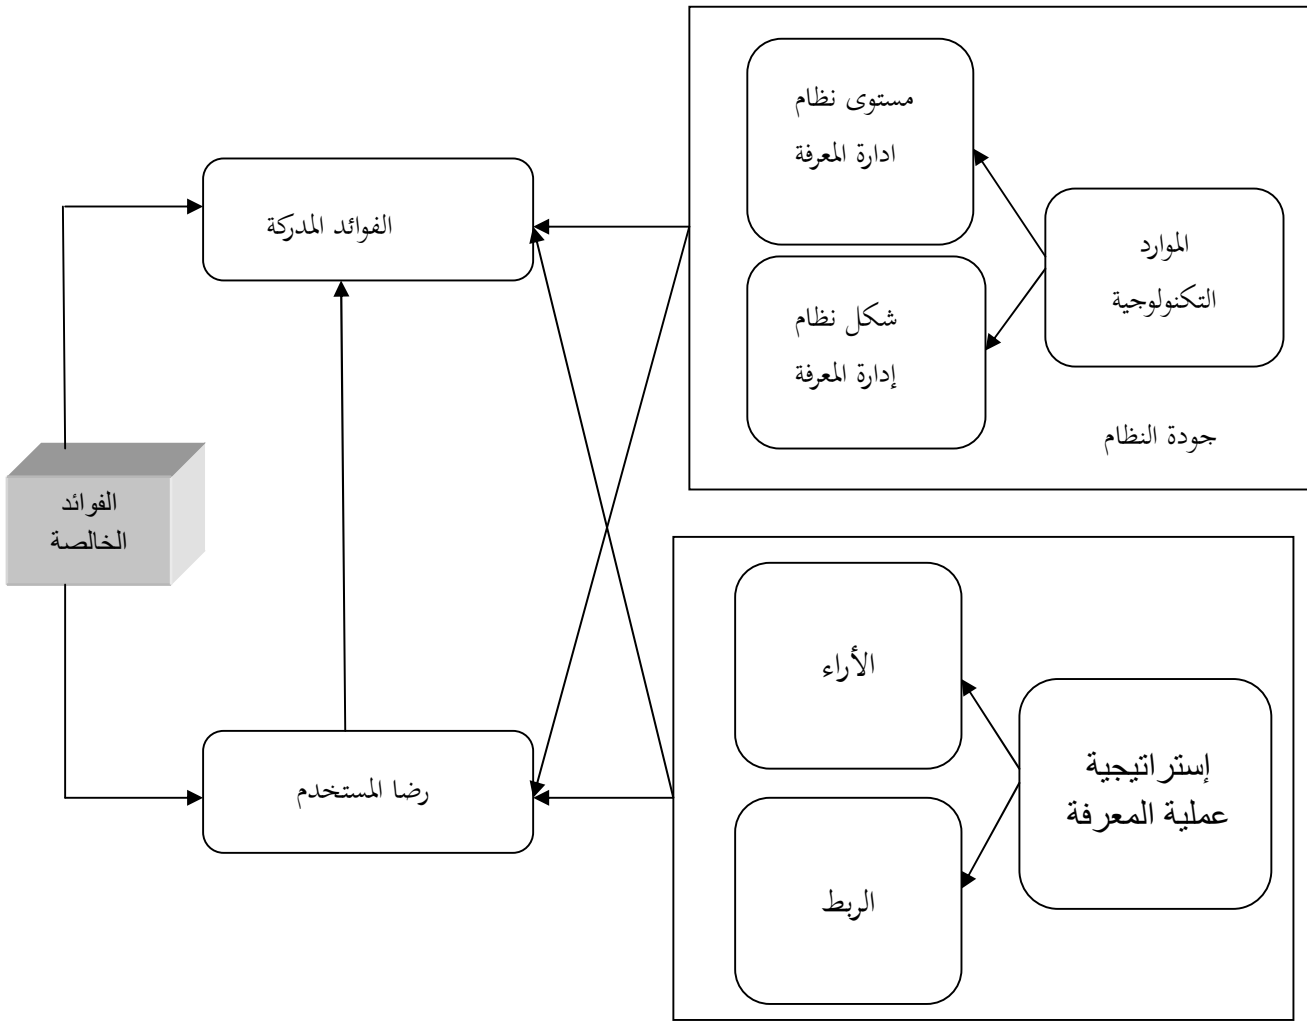 مستوى نظام
ادارة المعرفة
الموارد
التكنولوجية
شكل نظام
إدارة المعرفة
جودة النظام
الفوائد المدركة
الفوائد
الخالصة
رضا المستخدم
الأراء
إستراتيجية
عملية المعرفة
الربط